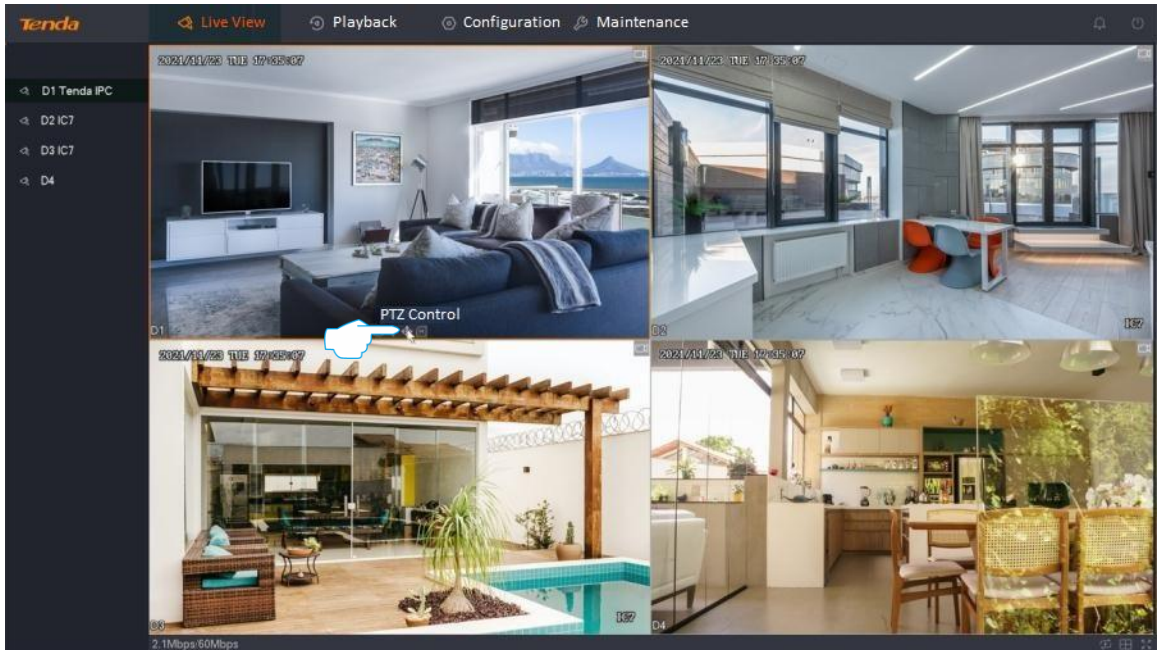 Tenda
Live View
Playback
Configuration
Maintenance
D1 Tenda IPC
D2 IC7
D3 IC7
D4
2021/11/23 TUE 17:35:07
2021/11/23 TUE 17:35:07
PTZ Control
D1
D2
IC7
2021/11/23 TUE 17:35:07
2021/11/23 TUE 17:35:07
D3
IC7
D4
2.1Mbps/60Mbps